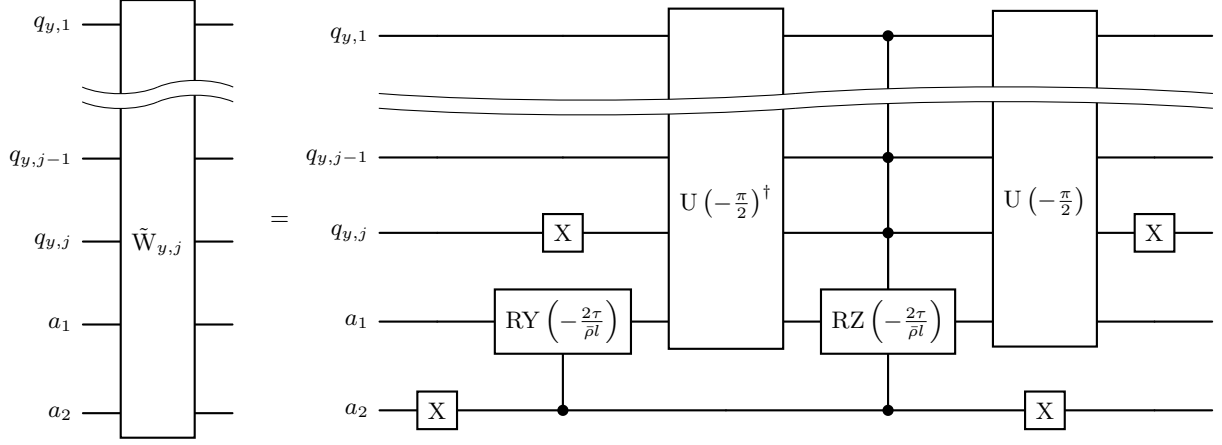 q_{y,1}
q_{y,j−1}
q_{y,j}
a_1
a_2
W̃_{y,j}
=
q_{y,1}
q_{y,j−1}
q_{y,j}
a_1
a_2
X
X
RY (−2τ/ρ̄l)
U (−π/2)†
RZ (−2τ/ρ̄l)
U (−π/2)
X
X